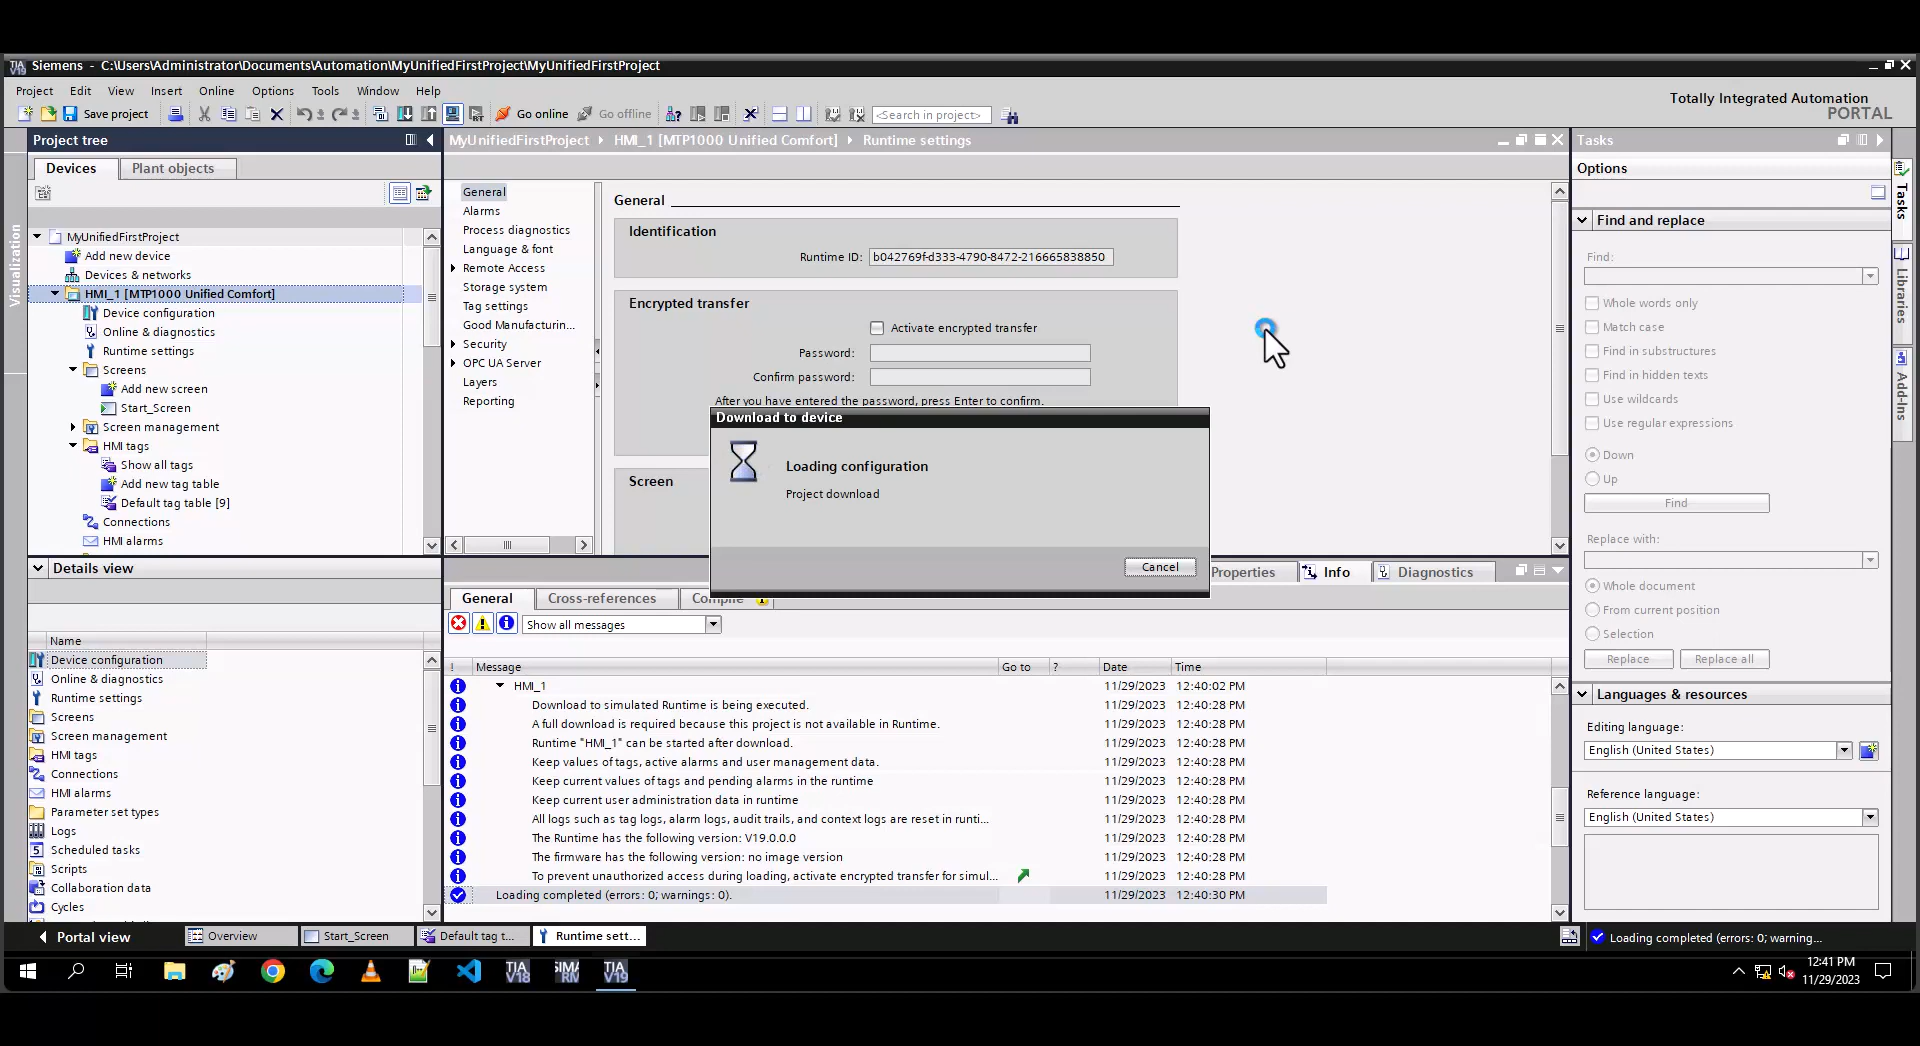 Siemens - C:\Users\Administrator\Documents\Automation\MyUnifiedFirstProject\MyUnifiedFirstProject
Project Edit View Insert Online Options Tools Window Help
Totally Integrated Automation
PORTAL
Save project
Go online
Go offline
<Search in project>
Project tree
MyUnifiedFirstProject HMI_1 [MTP1000 Unified Comfort] Runtime settings
Tasks
Devices
Plant objects
Visualization
MyUnifiedFirstProject
Add new device
Devices & networks
HMI_1 [MTP1000 Unified Comfort]
Device configuration
Online & diagnostics
Runtime settings
Screens
Add new screen
Start_Screen
Screen management
HMI tags
Show all tags
Add new tag table
Default tag table [9]
Connections
HMI alarms
General
Alarms
Process diagnostics
Language & font
Remote Access
Storage system
Tag settings
Good Manufacturin...
Security
OPC UA Server
Layers
Reporting
General
Identification
Runtime ID: b042769f-d333-4790-8472-216665838850
Encrypted transfer
Activate encrypted transfer
Password:
Confirm password:
After you have entered the password, press Enter to confirm.
Screen
Download to device
Loading configuration
Project download
Cancel
Options
Find and replace
Find:
Whole words only
Match case
Find in substructures
Find in hidden texts
Use wildcards
Use regular expressions
Down
Up
Find
Replace with:
Whole document
From current position
Selection
Replace
Replace all
Languages & resources
Editing language:
English (United States)
Reference language:
English (United States)
Tasks
Libraries
Add-Ins
Details view
Name
Device configuration
Online & diagnostics
Runtime settings
Screens
Screen management
HMI tags
Connections
HMI alarms
Parameter set types
Logs
Scheduled tasks
Scripts
Collaboration data
Cycles
Properties
Info
Diagnostics
General
Cross-references
Compile
Show all messages
! Message Go to ? Date Time
HMI_1 11/29/2023 12:40:02 PM
Download to simulated Runtime is being executed. 11/29/2023 12:40:28 PM
A full download is required because this project is not available in Runtime. 11/29/2023 12:40:28 PM
Runtime "HMI_1" can be started after download. 11/29/2023 12:40:28 PM
Keep values of tags, active alarms and user management data. 11/29/2023 12:40:28 PM
Keep current values of tags and pending alarms in the runtime 11/29/2023 12:40:28 PM
Keep current user administration data in runtime 11/29/2023 12:40:28 PM
All logs such as tag logs, alarm logs, audit trails, and context logs are reset in runti... 11/29/2023 12:40:28 PM
The Runtime has the following version: V19.0.0.0 11/29/2023 12:40:28 PM
The firmware has the following version: no image version 11/29/2023 12:40:28 PM
To prevent unauthorized access during loading, activate encrypted transfer for simul... 11/29/2023 12:40:28 PM
Loading completed (errors: 0; warnings: 0). 11/29/2023 12:40:30 PM
Portal view
Overview
Start_Screen
Default tag t...
Runtime sett...
Loading completed (errors: 0; warning...
TIA V18
TIA V19
12:41 PM
11/29/2023